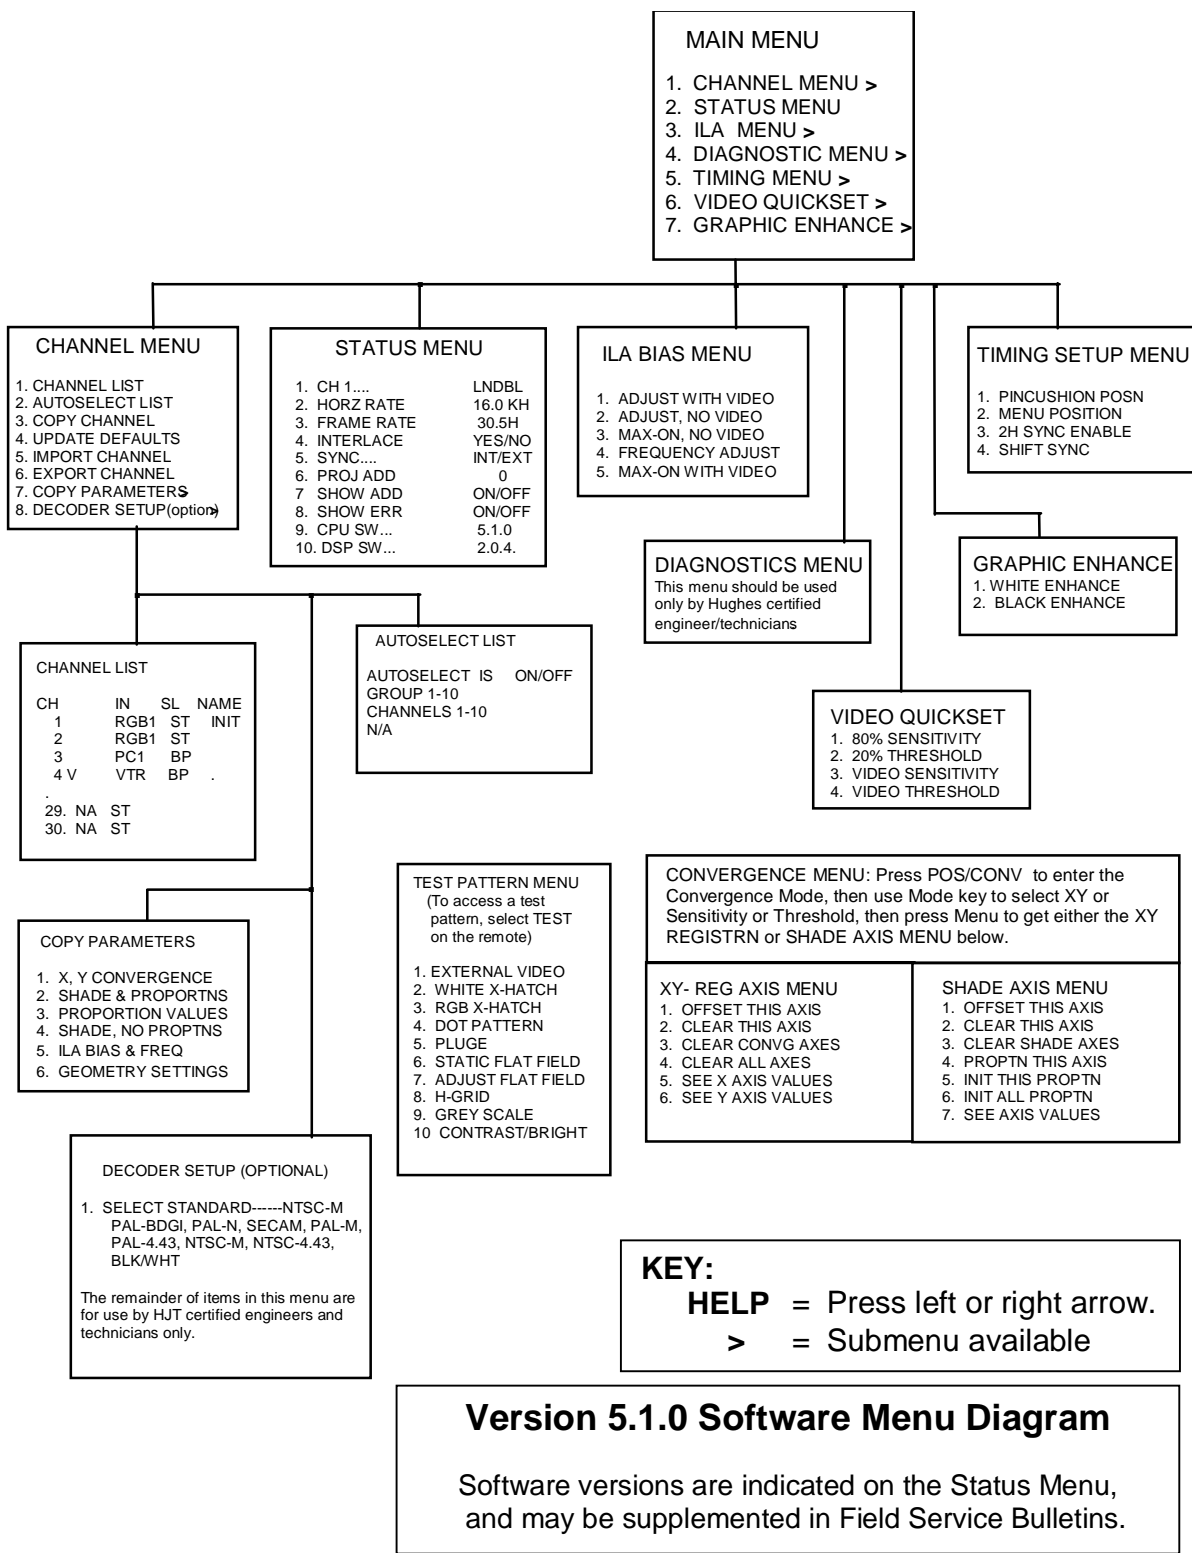 MAIN MENU
1. CHANNEL MENU >
2. STATUS MENU
3. ILA MENU >
4. DIAGNOSTIC MENU >
5. TIMING MENU >
6. VIDEO QUICKSET >
7. GRAPHIC ENHANCE >
CHANNEL MENU
1. CHANNEL LIST
2. AUTOSELECT LIST
3. COPY CHANNEL
4. UPDATE DEFAULTS
5. IMPORT CHANNEL
6. EXPORT CHANNEL
7. COPY PARAMETERS>
8. DECODER SETUP(option)>
STATUS MENU
1. CH 1.... LNDBL
2. HORZ RATE 16.0 KH
3. FRAME RATE 30.5H
4. INTERLACE YES/NO
5. SYNC.... INT/EXT
6. PROJ ADD 0
7 SHOW ADD ON/OFF
8. SHOW ERR ON/OFF
9. CPU SW... 5.1.0
10. DSP SW... 2.0.4.
ILA BIAS MENU
1. ADJUST WITH VIDEO
2. ADJUST, NO VIDEO
3. MAX-ON, NO VIDEO
4. FREQUENCY ADJUST
5. MAX-ON WITH VIDEO
TIMING SETUP MENU
1. PINCUSHION POSN
2. MENU POSITION
3. 2H SYNC ENABLE
4. SHIFT SYNC
DIAGNOSTICS MENU
This menu should be used
only by Hughes certified
engineer/technicians
GRAPHIC ENHANCE
1. WHITE ENHANCE
2. BLACK ENHANCE
CHANNEL LIST
CH IN SL NAME
1 RGB1 ST INIT
2 RGB1 ST
3 PC1 BP
4 V VTR BP .
.
29. NA ST
30. NA ST
AUTOSELECT LIST
AUTOSELECT IS ON/OFF
GROUP 1-10
CHANNELS 1-10
N/A
VIDEO QUICKSET
1. 80% SENSITIVITY
2. 20% THRESHOLD
3. VIDEO SENSITIVITY
4. VIDEO THRESHOLD
COPY PARAMETERS
1. X, Y CONVERGENCE
2. SHADE & PROPORTNS
3. PROPORTION VALUES
4. SHADE, NO PROPTNS
5. ILA BIAS & FREQ
6. GEOMETRY SETTINGS
TEST PATTERN MENU
(To access a test
pattern, select TEST
on the remote)
1. EXTERNAL VIDEO
2. WHITE X-HATCH
3. RGB X-HATCH
4. DOT PATTERN
5. PLUGE
6. STATIC FLAT FIELD
7. ADJUST FLAT FIELD
8. H-GRID
9. GREY SCALE
10 CONTRAST/BRIGHT
CONVERGENCE MENU: Press POS/CONV to enter the
Convergence Mode, then use Mode key to select XY or
Sensitivity or Threshold, then press Menu to get either the XY
REGISTRN or SHADE AXIS MENU below.
XY- REG AXIS MENU
1. OFFSET THIS AXIS
2. CLEAR THIS AXIS
3. CLEAR CONVG AXES
4. CLEAR ALL AXES
5. SEE X AXIS VALUES
6. SEE Y AXIS VALUES
SHADE AXIS MENU
1. OFFSET THIS AXIS
2. CLEAR THIS AXIS
3. CLEAR SHADE AXES
4. PROPTN THIS AXIS
5. INIT THIS PROPTN
6. INIT ALL PROPTN
7. SEE AXIS VALUES
DECODER SETUP (OPTIONAL)
1. SELECT STANDARD------NTSC-M
PAL-BDGI, PAL-N, SECAM, PAL-M,
PAL-4.43, NTSC-M, NTSC-4.43,
BLK/WHT
The remainder of items in this menu are
for use by HJT certified engineers and
technicians only.
KEY:
HELP = Press left or right arrow.
> = Submenu available
Version 5.1.0 Software Menu Diagram
Software versions are indicated on the Status Menu,
and may be supplemented in Field Service Bulletins.